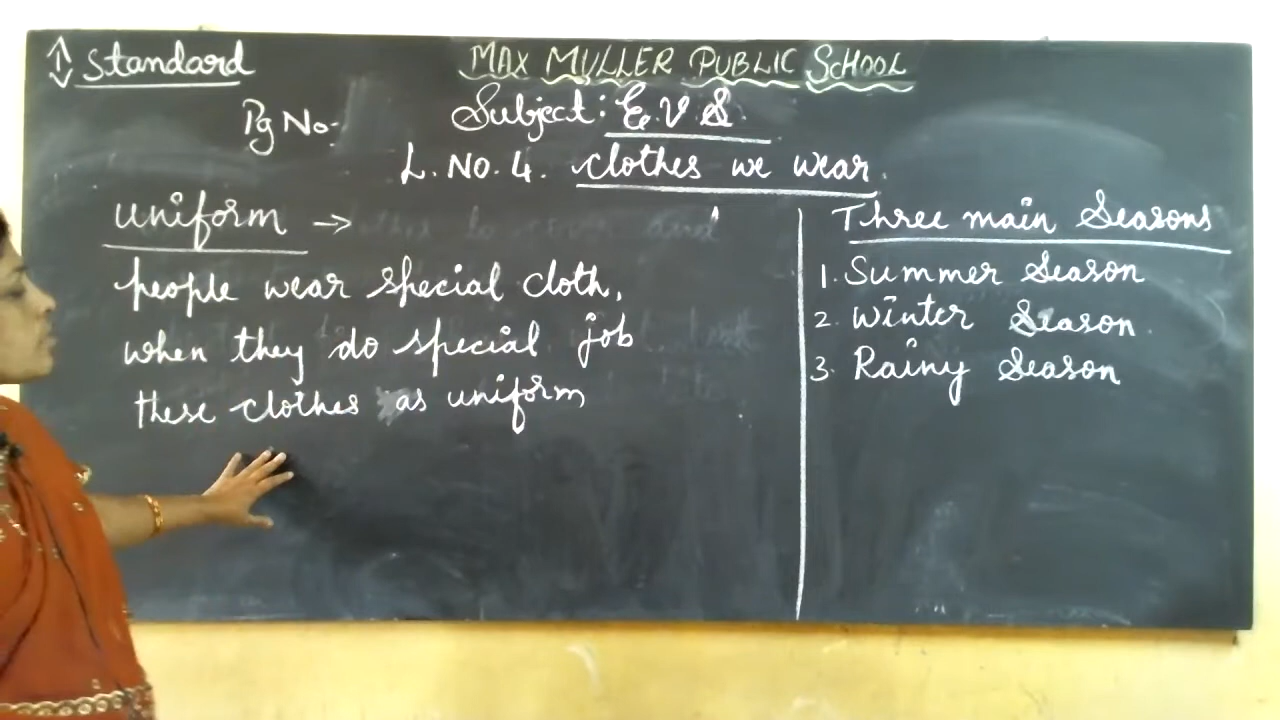 Standard
MAX MULLER PUBLIC SCHOOL
Pg No:-
Subject: E.V.S.
L. NO. 4. clothes we wear.
uniform →
people wear special cloth,
when they do special job
these clothes as uniform
Three main Seasons
1. Summer Season
2. Winter Season.
3. Rainy Season